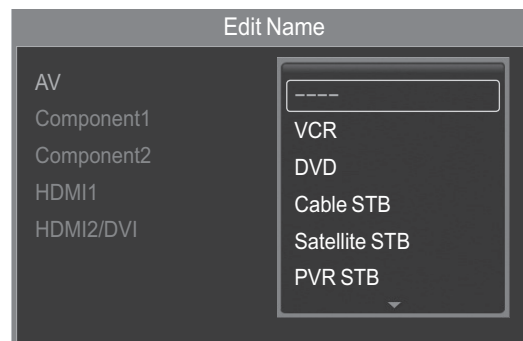 Edit Name
AV
Component1
Component2
HDMI1
HDMI2/DVI
----
VCR
DVD
Cable STB
Satellite STB
PVR STB